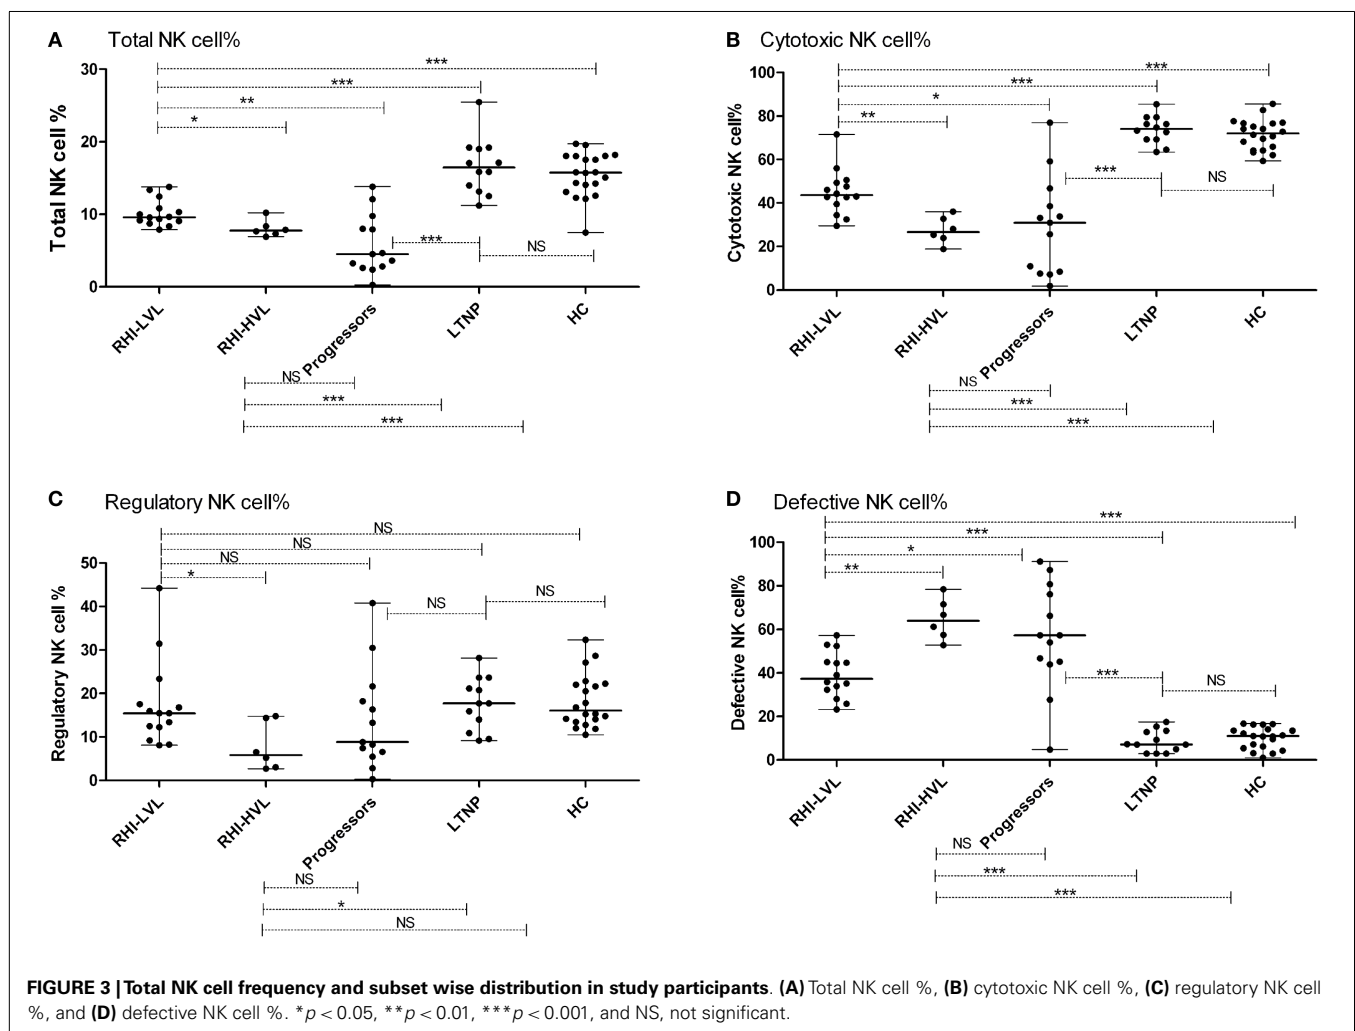 A Total NK cell%
***
***
**
*
Total NK cell %
30
20
10
0
***
NS
RHI-LVL
RHI-HVL
Progressors
LTNP
HC
NS
***
***
B Cytotoxic NK cell%
***
***
*
**
Cytotoxic NK cell%
100
80
60
40
20
0
***
NS
RHI-LVL
RHI-HVL
Progressors
LTNP
HC
NS
***
***
C Regulatory NK cell%
NS
NS
NS
*
Regulatory NK cell %
50
40
30
20
10
0
NS
NS
RHI-LVL
RHI-HVL
Progressors
LTNP
HC
NS
*
NS
D Defective NK cell%
***
***
*
**
Defective NK cell%
100
80
60
40
20
0
***
NS
RHI-LVL
RHI-HVL
Progressors
LTNP
HC
NS
***
***
FIGURE 3 | Total NK cell frequency and subset wise distribution in study participants. (A) Total NK cell %, (B) cytotoxic NK cell %, (C) regulatory NK cell
%, and (D) defective NK cell %. *p < 0.05, **p < 0.01, ***p < 0.001, and NS, not significant.